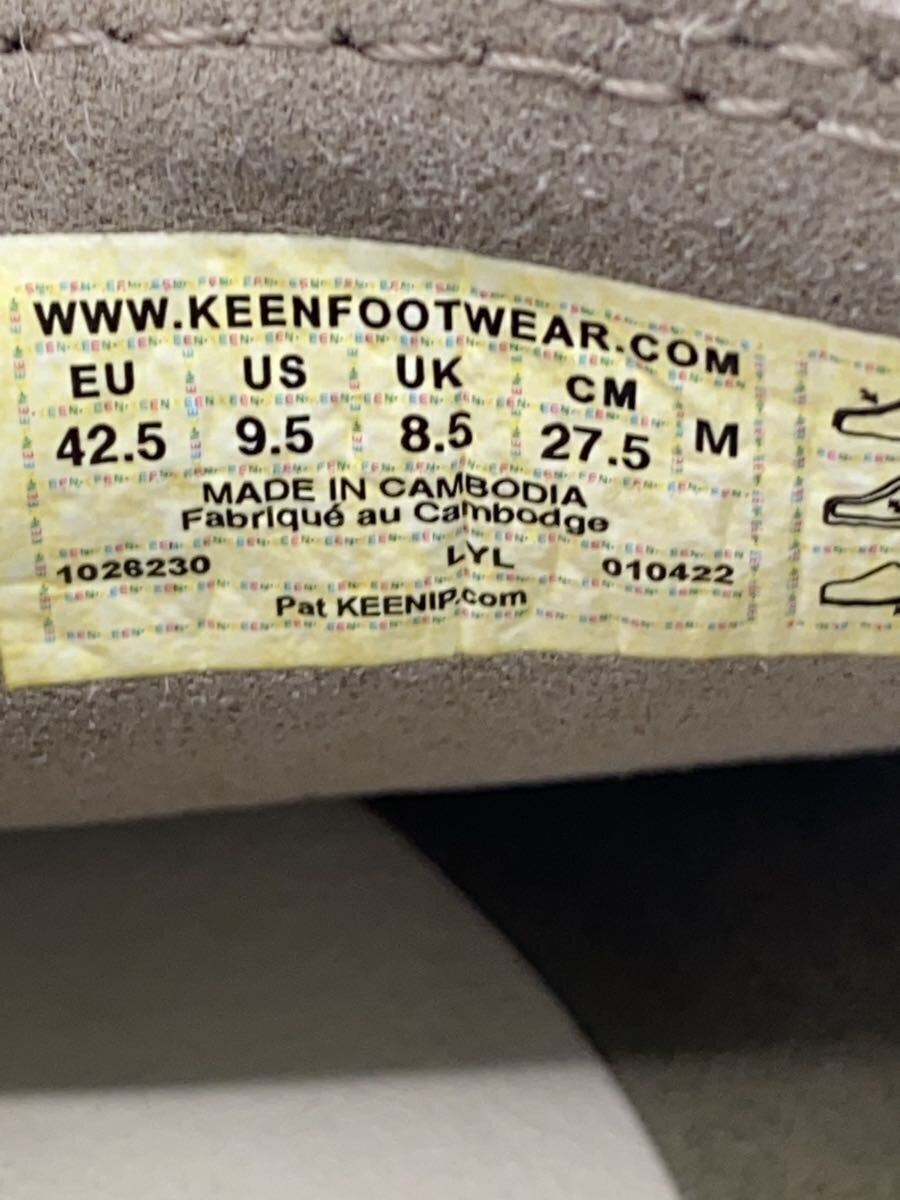 WWW.KEENFOOTWEAR.COM
EU US UK CM
42.5 9.5 8.5 27.5 M
MADE IN CAMBODIA
Fabriqué au Cambodge
1026230 LYL 010422
Pat KEENIP.com